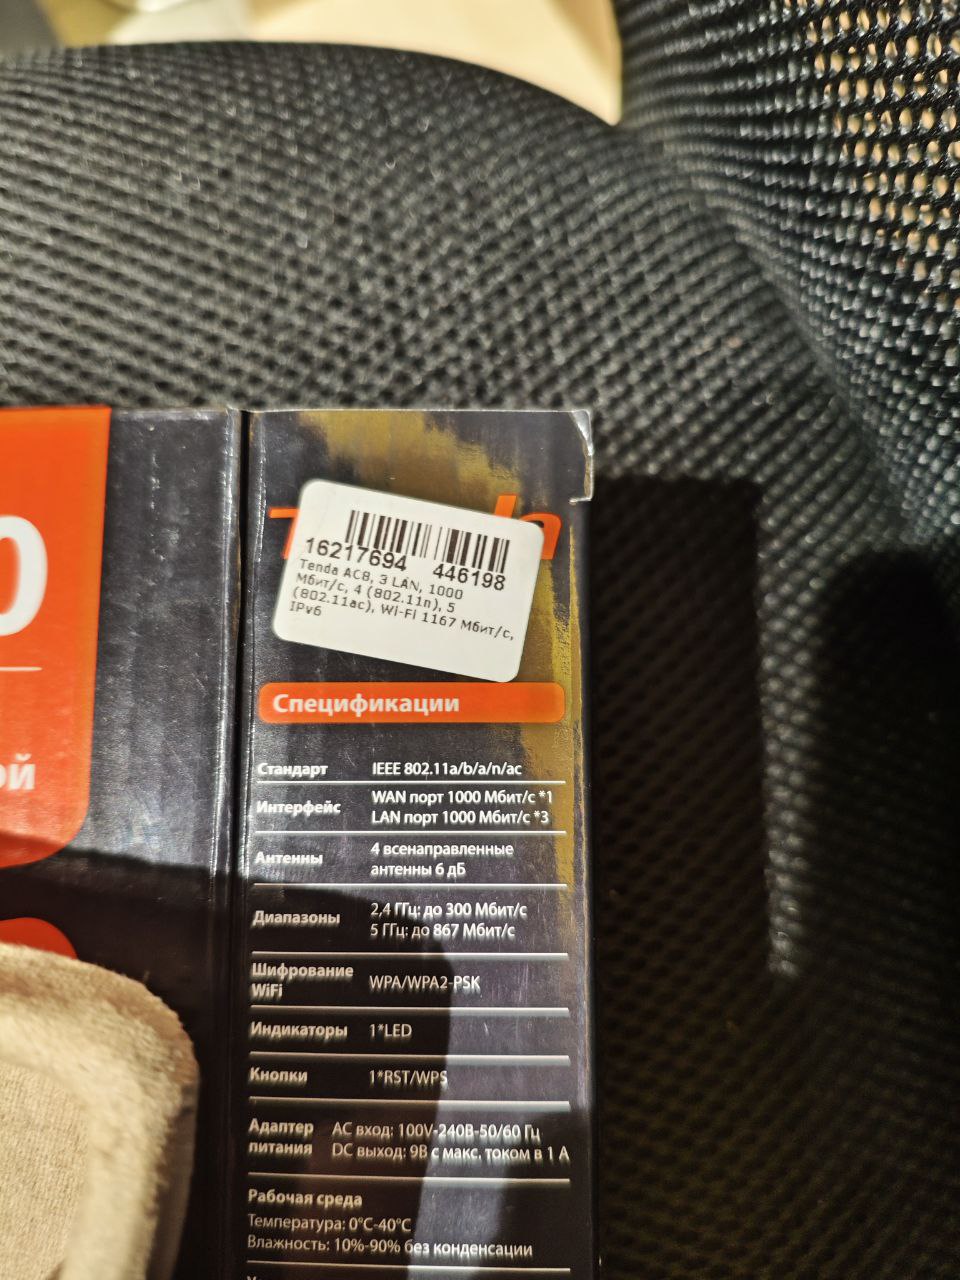 16217694 446198
Tenda AC8, 3 LAN, 1000
Мбит/с, 4 (802.11n), 5
(802.11ac), Wi-Fi 1167 Мбит/с,
IPv6
0
ой
Спецификации
Стандарт IEEE 802.11a/b/a/n/ac
Интерфейс WAN порт 1000 Мбит/с *1
LAN порт 1000 Мбит/с *3
Антенны 4 всенаправленные
антенны 6 дБ
Диапазоны 2,4 ГГц: до 300 Мбит/с
5 ГГц: до 867 Мбит/с
Шифрование
WiFi WPA/WPA2-PSK
Индикаторы 1*LED
Кнопки 1*RST/WPS
Адаптер
питания AC вход: 100V-240В-50/60 Гц
DC выход: 9В с макс. током в 1 А
Рабочая среда
Температура: 0°C-40°C
Влажность: 10%-90% без конденсации